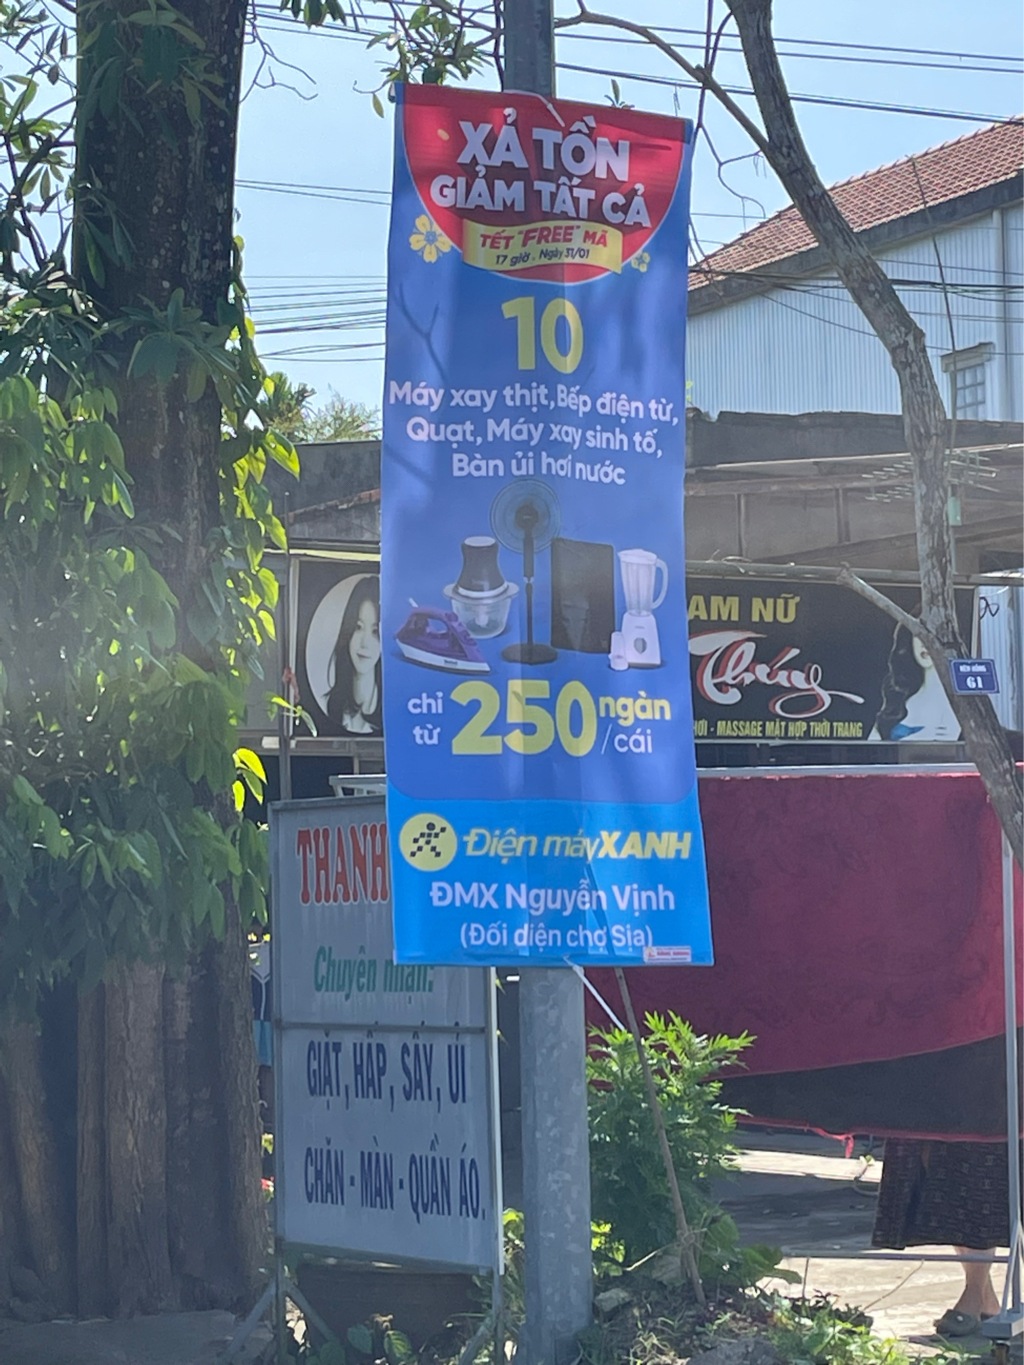 XẢ TỒN
GIẢM TẤT CẢ
TẾT "FREE" MÃ
17 giờ, Ngày 31/01
10
Máy xay thịt, Bếp điện từ,
Quạt, Máy xay sinh tố,
Bàn ủi hơi nước
chỉ từ 250 ngàn/cái
Điện máy XANH
ĐMX Nguyễn Vịnh
(Đối diện chợ Sịa)
AM NỮ
Thúy
- MASSAGE MẶT HỢP THỜI TRANG
61
THANH
Chuyên nhận:
GIẶT, HẤP, SẤY, ỦI
CHĂN - MÀN - QUẦN ÁO.